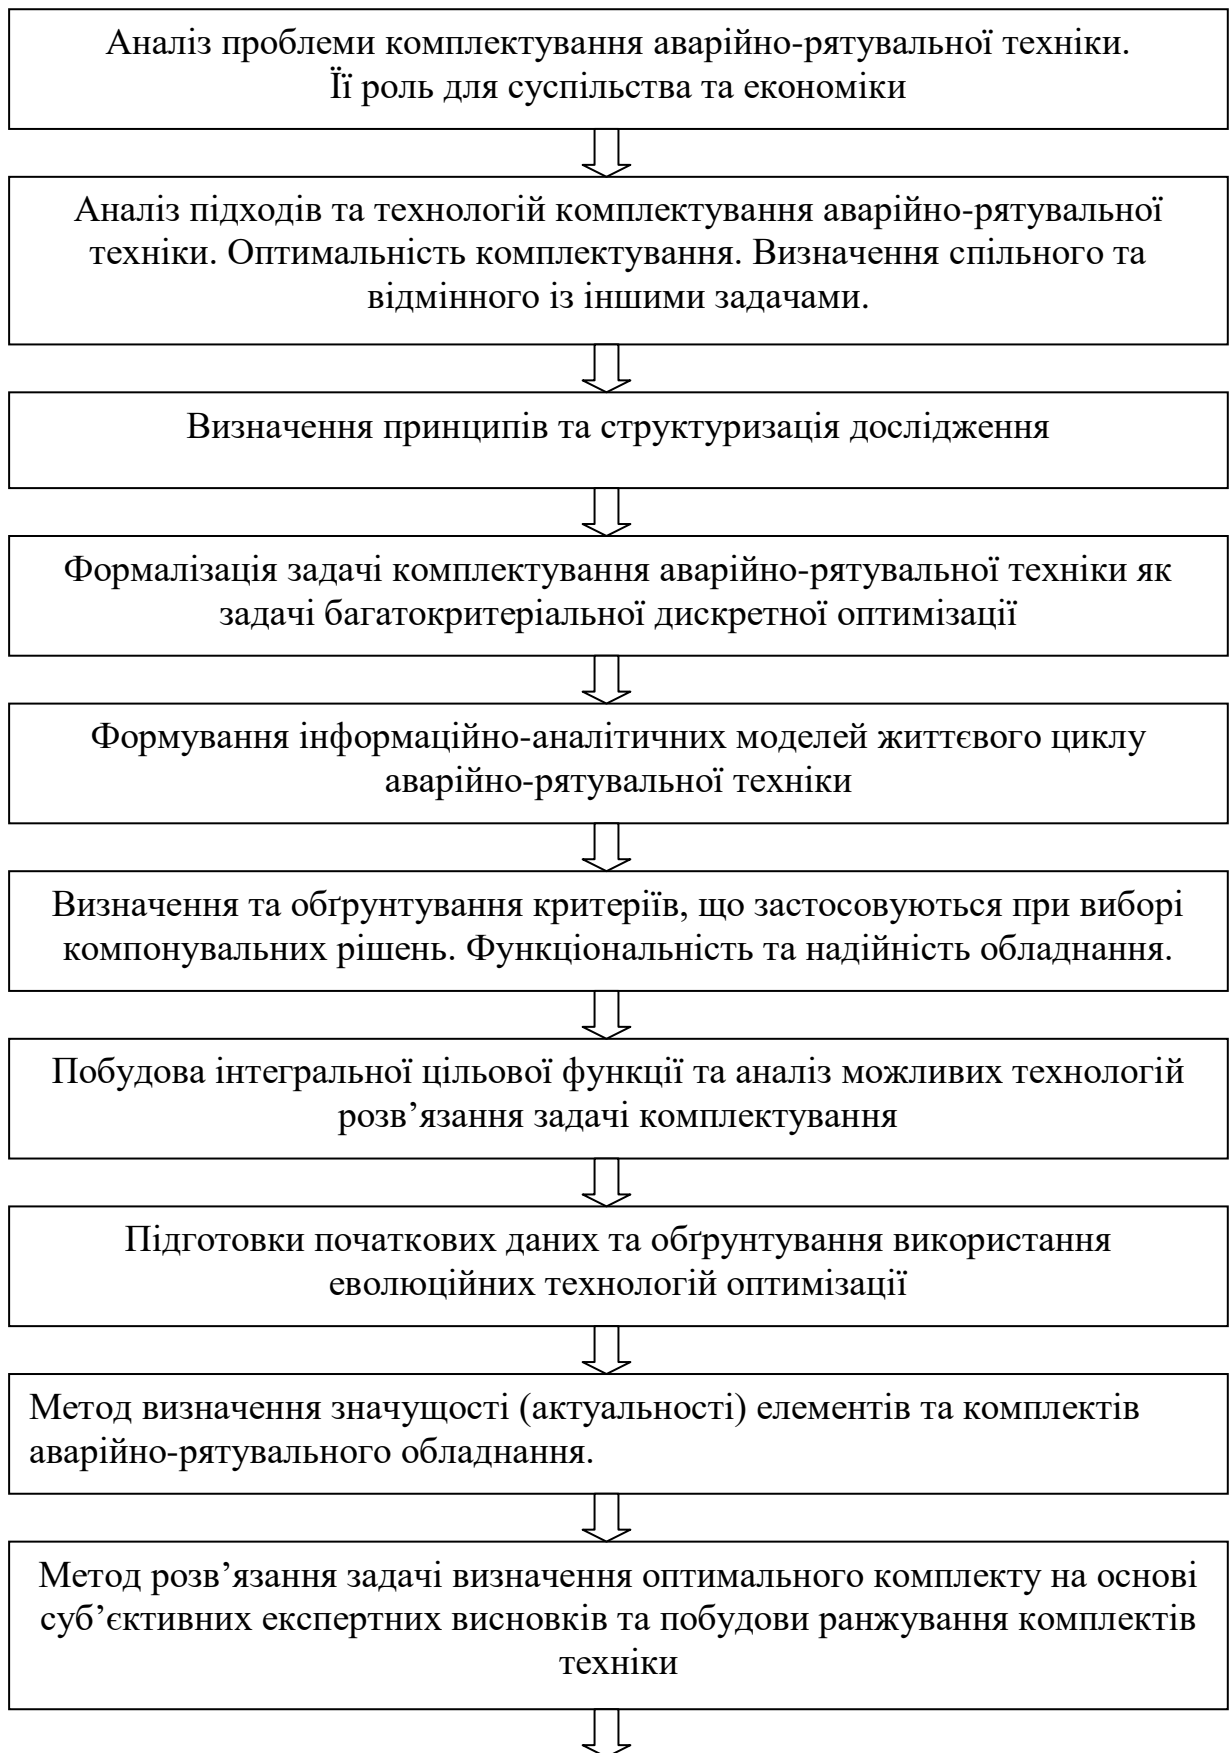 Аналіз проблеми комплектування аварійно-рятувальної техніки.
Її роль для суспільства та економіки
Аналіз підходів та технологій комплектування аварійно-рятувальної
техніки. Оптимальність комплектування. Визначення спільного та
відмінного із іншими задачами.
Визначення принципів та структуризація дослідження
Формалізація задачі комплектування аварійно-рятувальної техніки як
задачі багатокритеріальної дискретної оптимізації
Формування інформаційно-аналітичних моделей життєвого циклу
аварійно-рятувальної техніки
Визначення та обґрунтування критеріїв, що застосовуються при виборі
компонувальних рішень. Функціональність та надійність обладнання.
Побудова інтегральної цільової функції та аналіз можливих технологій
розв’язання задачі комплектування
Підготовки початкових даних та обґрунтування використання
еволюційних технологій оптимізації
Метод визначення значущості (актуальності) елементів та комплектів
аварійно-рятувального обладнання.
Метод розв’язання задачі визначення оптимального комплекту на основі
суб’єктивних експертних висновків та побудови ранжування комплектів
техніки